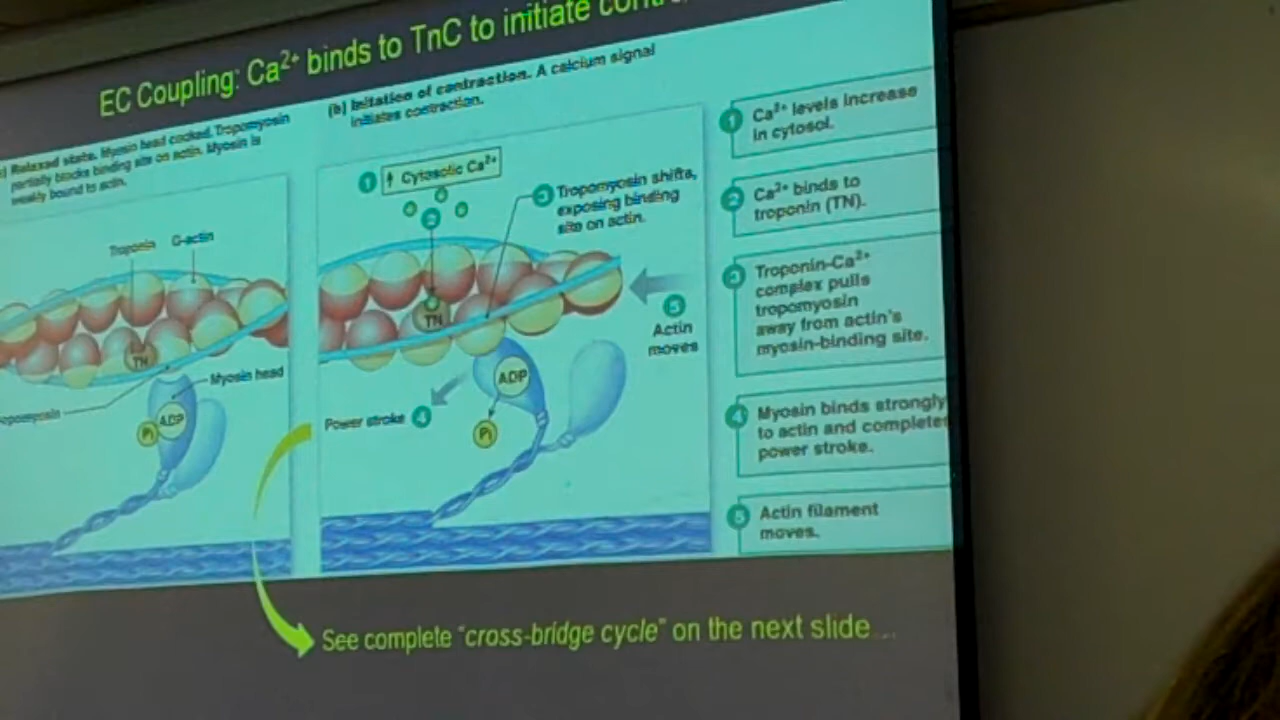 EC Coupling: Ca²⁺ binds to TnC to initiate
Relaxed state. Myosin head cocked. Tropomyosin
partially blocks binding site on actin. Myosin is
weakly bound to actin.
Troponin
G-actin
TN
Myosin head
ADP
Pi
(b) Initiation of contraction. A calcium signal
initiates contraction.
1 ↑ Cytosolic Ca²⁺
2
3 Tropomyosin shifts,
exposing binding
site on actin.
TN
5
Actin
moves
ADP
Power stroke 4
Pi
1 Ca²⁺ levels increase
in cytosol.
2 Ca²⁺ binds to
troponin (TN).
3 Troponin-Ca²⁺
complex pulls
tropomyosin
away from actin's
myosin-binding site.
4 Myosin binds strongly
to actin and completes
power stroke.
5 Actin filament
moves.
See complete "cross-bridge cycle" on the next slide...